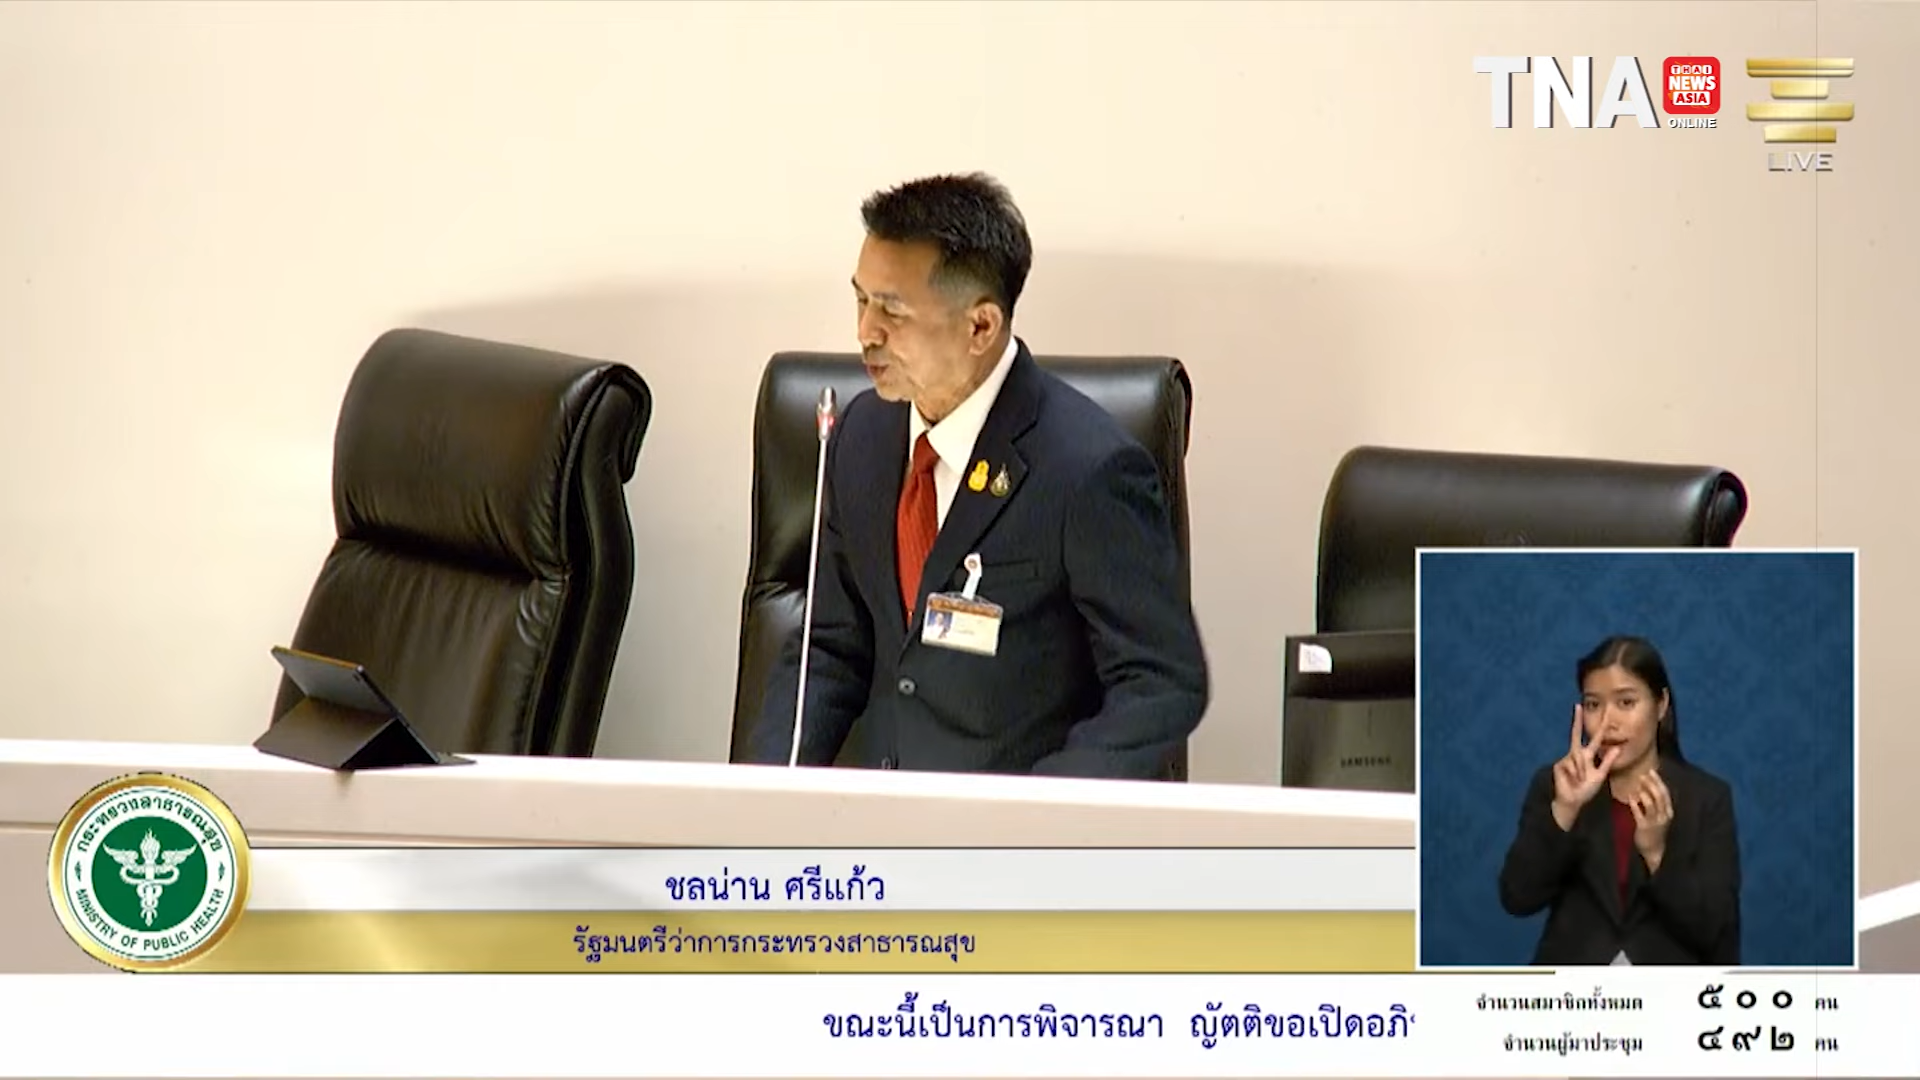 TNA
THAI
NEWS
ASIA
ONLINE
LIVE
SAMSUNG
กระทรวงสาธารณสุข
MINISTRY OF PUBLIC HEALTH
ชลน่าน ศรีแก้ว
รัฐมนตรีว่าการกระทรวงสาธารณสุข
ขณะนี้เป็นการพิจารณา ญัตติขอเปิดอภิ
จำนวนสมาชิกทั้งหมด ๕๐๐ คน
จำนวนผู้มาประชุม ๔๙๒ คน